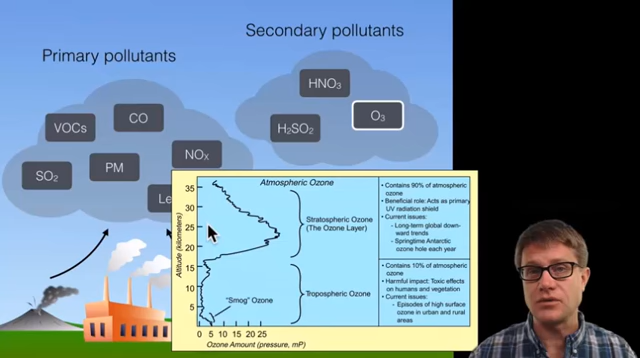 Secondary pollutants
Primary pollutants
HNO3
O3
H2SO2
CO
VOCs
NOX
PM
SO2
Le
Atmospheric Ozone
Altitude (kilometers)
35
30
25
20
15
10
5
Stratospheric Ozone
(The Ozone Layer)
"Smog" Ozone
Tropospheric Ozone
0 5 10 15 20 25
Ozone Amount (pressure, mP)
• Contains 90% of atmospheric
ozone
• Beneficial role: Acts as primary
UV radiation shield
• Current issues:
- Long-term global down-
ward trends
- Springtime Antarctic
ozone hole each year
• Contains 10% of atmospheric
ozone
• Harmful impact: Toxic effects
on humans and vegetation
• Current issues:
- Episodes of high surface
ozone in urban and rural
areas